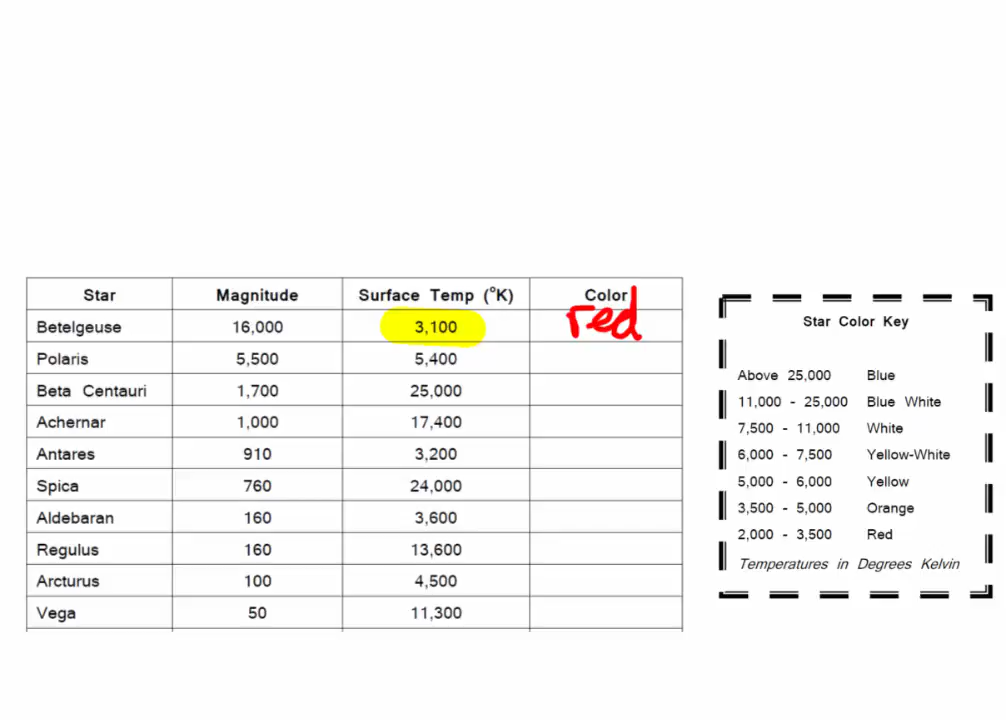 Star Magnitude Surface Temp (°K) Color
Betelgeuse 16,000 3,100 red
Polaris 5,500 5,400
Beta Centauri 1,700 25,000
Achernar 1,000 17,400
Antares 910 3,200
Spica 760 24,000
Aldebaran 160 3,600
Regulus 160 13,600
Arcturus 100 4,500
Vega 50 11,300
Star Color Key
Above 25,000 Blue
11,000 - 25,000 Blue White
7,500 - 11,000 White
6,000 - 7,500 Yellow-White
5,000 - 6,000 Yellow
3,500 - 5,000 Orange
2,000 - 3,500 Red
Temperatures in Degrees Kelvin